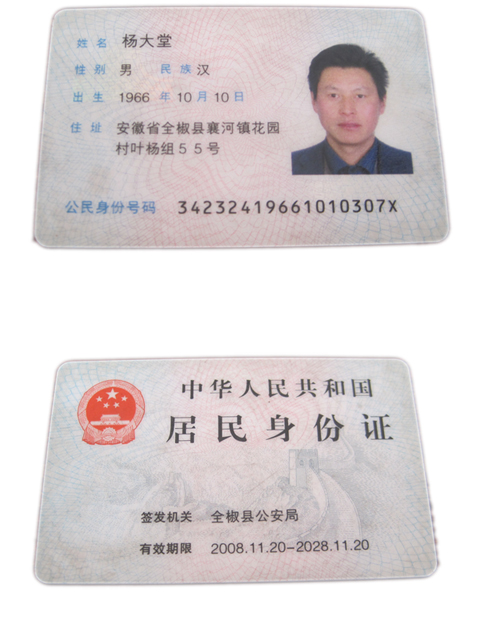 姓名 杨大堂
性别 男 民族 汉
出生 1966 年 10 月 10 日
住址 安徽省全椒县襄河镇花园
村叶杨组55号
公民身份号码 34232419661010307X
中华人民共和国
居民身份证
签发机关 全椒县公安局
有效期限 2008.11.20-2028.11.20